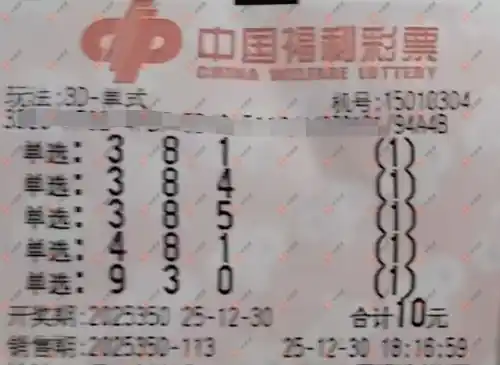 中国福利彩票
CHINA WELFARE LOTTERY
玩法:3D-单式 机号:15010304
/94A4B
单选: 3 8 1 (1)
单选: 3 8 4 (1)
单选: 3 8 5 (1)
单选: 4 8 1 (1)
单选: 9 3 0 (1)
开奖期:2025350 25-12-30 合计10元
销售期:2025350-113 25-12-30 18:16:59